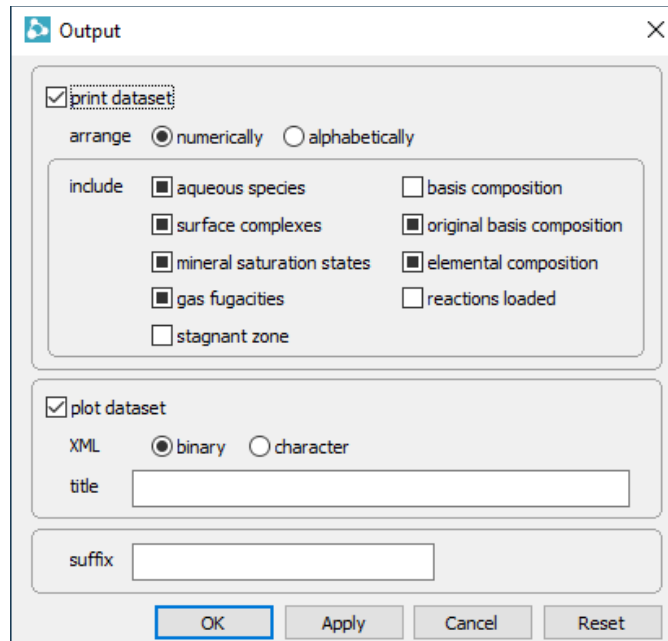 Output
print dataset
arrange numerically alphabetically
include aqueous species basis composition
surface complexes original basis composition
mineral saturation states elemental composition
gas fugacities reactions loaded
stagnant zone
plot dataset
XML binary character
title
suffix
OK Apply Cancel Reset